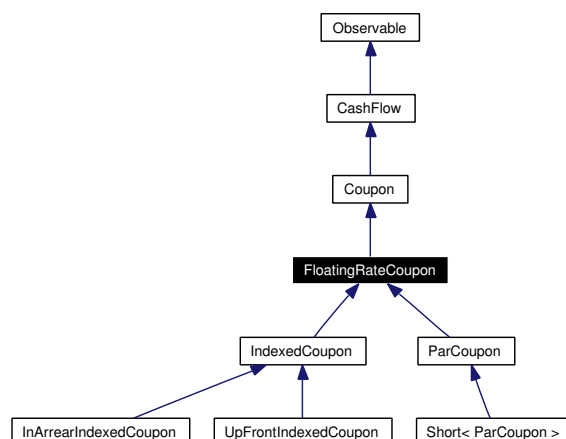 Observable
CashFlow
Coupon
FloatingRateCoupon
IndexedCoupon
ParCoupon
InArrearIndexedCoupon
UpFrontIndexedCoupon
Short< ParCoupon >